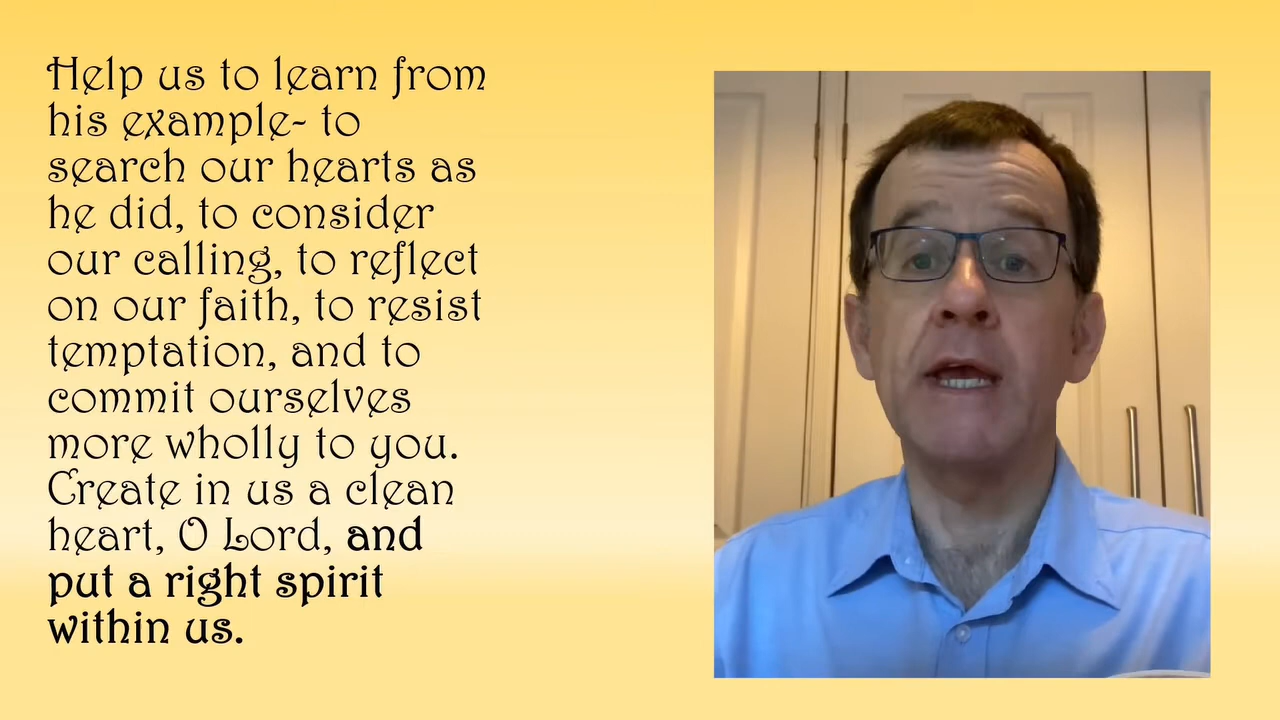 Help us to learn from
his example- to
search our hearts as
he did, to consider
our calling, to reflect
on our faith, to resist
temptation, and to
commit ourselves
more wholly to you.
Create in us a clean
heart, O Lord, and
put a right spirit
within us.